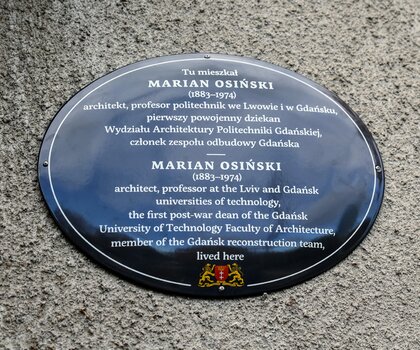 Tu mieszkał
MARIAN OSIŃSKI
(1883–1974)
architekt, profesor politechnik we Lwowie i w Gdańsku,
pierwszy powojenny dziekan
Wydziału Architektury Politechniki Gdańskiej,
członek zespołu odbudowy Gdańska
MARIAN OSIŃSKI
(1883–1974)
architect, professor at the Lviv and Gdańsk
universities of technology,
the first post-war dean of the Gdańsk
University of Technology Faculty of Architecture,
member of the Gdańsk reconstruction team,
lived here